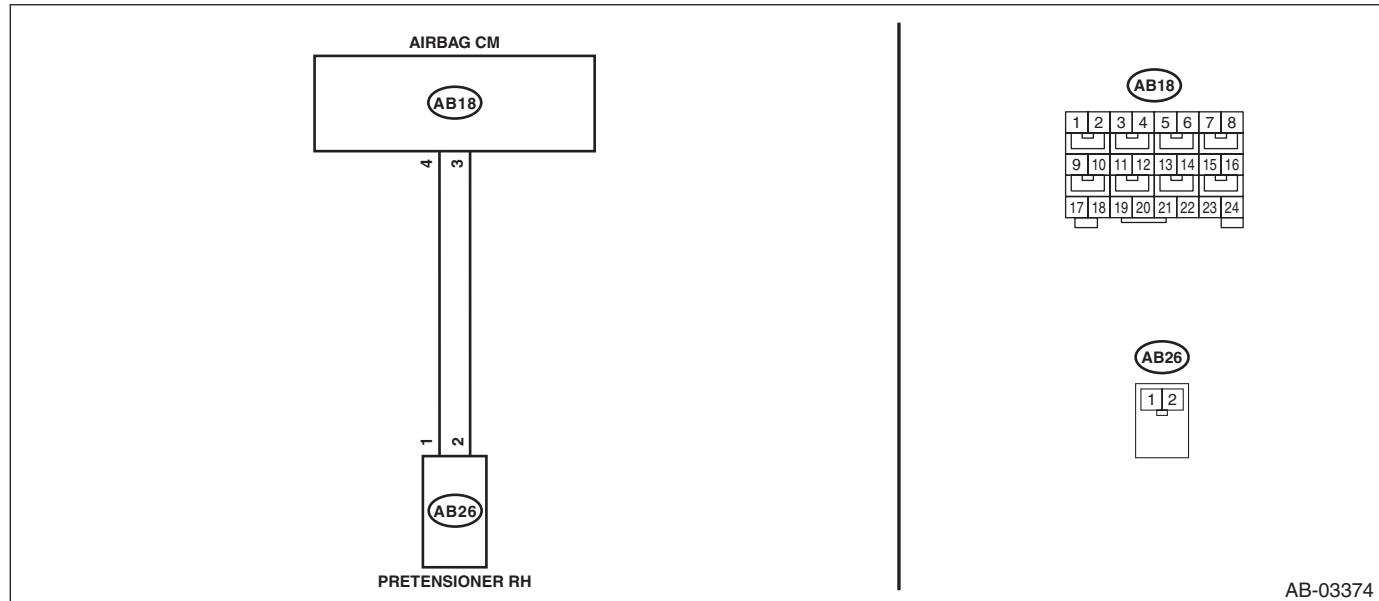 AIRBAG CM
AB18
4 3
1 2
AB26
PRETENSIONER RH
AB18
1 2 3 4 5 6 7 8
9 10 11 12 13 14 15 16
17 18 19 20 21 22 23 24
AB26
1 2
AB-03374